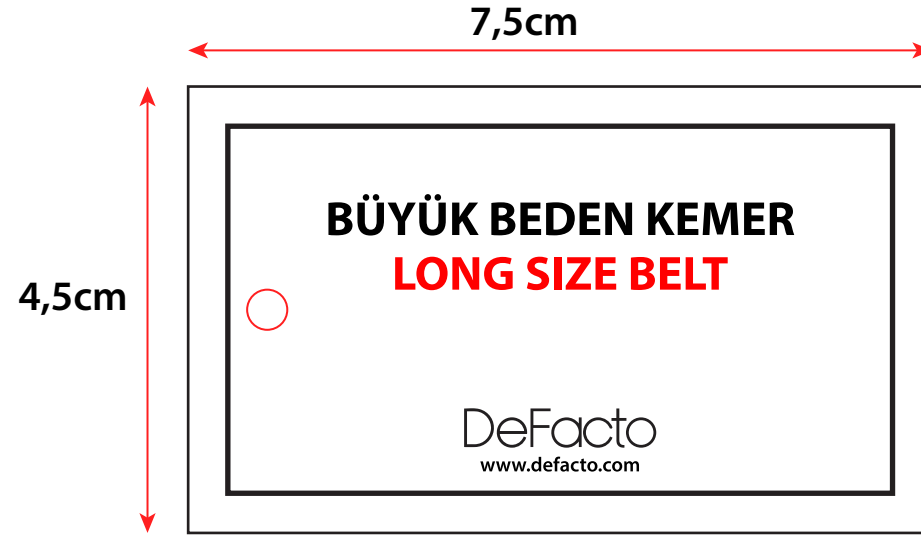 7,5cm
4,5cm
BÜYÜK BEDEN KEMER
LONG SIZE BELT
DeFacto
www.defacto.com